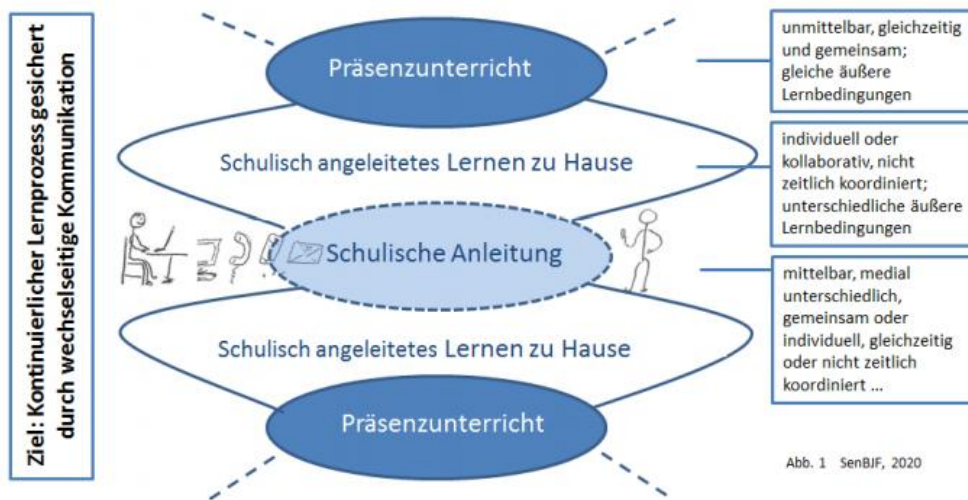 Ziel: Kontinuierlicher Lernprozess gesichert
durch wechselseitige Kommunikation
Präsenzunterricht
unmittelbar, gleichzeitig
und gemeinsam;
gleiche äußere
Lernbedingungen
Schulisch angeleitetes Lernen zu Hause
individuell oder
kollaborativ, nicht
zeitlich koordiniert;
unterschiedliche äußere
Lernbedingungen
Schulische Anleitung
mittelbar, medial
unterschiedlich,
gemeinsam oder
individuell, gleichzeitig
oder nicht zeitlich
koordiniert ...
Schulisch angeleitetes Lernen zu Hause
Präsenzunterricht
Abb. 1 SenBJF, 2020